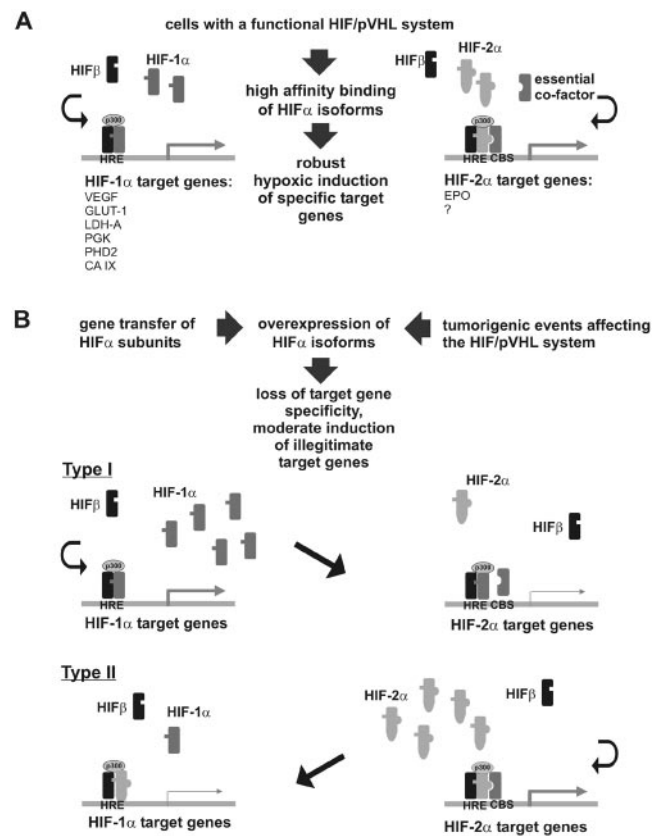 A
cells with a functional HIF/pVHL system
HIFβ
HIF-1α
high affinity binding
of HIFα isoforms
robust
hypoxic induction
of specific target
genes
HIFβ
HIF-2α
essential
co-factor
p300
HRE
HIF-1α target genes:
VEGF
GLUT-1
LDH-A
PGK
PHD2
CA IX
p300
HRE CBS
HIF-2α target genes:
EPO
?
B
gene transfer of
HIFα subunits
overexpression of
HIFα isoforms
tumorigenic events affecting
the HIF/pVHL system
loss of target gene
specificity,
moderate induction
of illegitimate
target genes
Type I
HIFβ
HIF-1α
p300
HRE
HIF-1α target genes
HIF-2α
HIFβ
p300
HRE CBS
HIF-2α target genes
Type II
HIFβ
HIF-1α
p300
HRE
HIF-1α target genes
HIF-2α
HIFβ
p300
HRE CBS
HIF-2α target genes